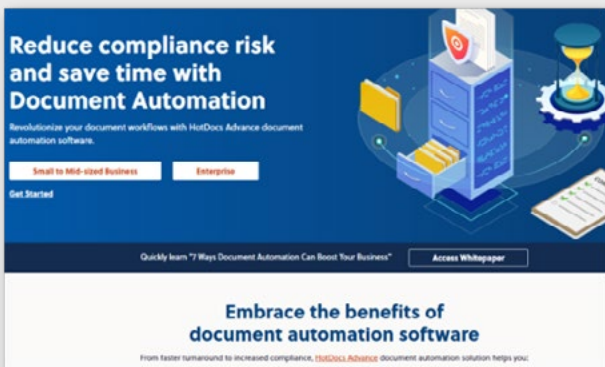 Reduce compliance risk
and save time with
Document Automation
Revolutionize your document workflows with HotDocs Advance document
automation software.
Small to Mid-sized Business
Enterprise
Get Started
Quickly learn "7 Ways Document Automation Can Boost Your Business"
Access Whitepaper
Embrace the benefits of
document automation software
From faster turnaround to increased compliance, HotDocs Advance document automation solution helps you: